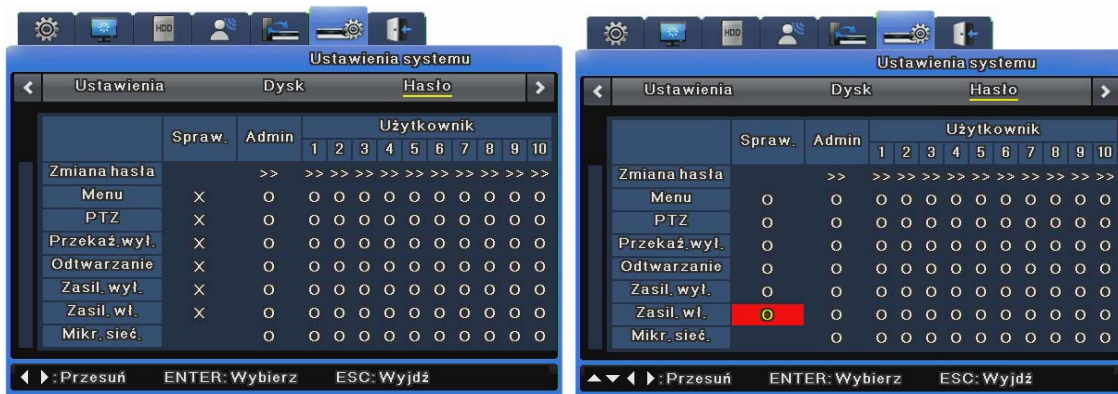 HDD
Ustawienia systemu
Ustawienia Dysk Hasło
Spraw. Admin Użytkownik
1 2 3 4 5 6 7 8 9 10
Zmiana hasła >> >> >> >> >> >> >> >> >> >> >>
Menu X O O O O O O O O O O O
PTZ X O O O O O O O O O O O
Przekaź.wył. X O O O O O O O O O O O
Odtwarzanie X O O O O O O O O O O O
Zasil. wył. X O O O O O O O O O O O
Zasil. wł. X O O O O O O O O O O O
Mikr. sieć. O O O O O O O O O O O
:Przesuń ENTER:Wybierz ESC:Wyjdź
HDD
Ustawienia systemu
Ustawienia Dysk Hasło
Spraw. Admin Użytkownik
1 2 3 4 5 6 7 8 9 10
Zmiana hasła >> >> >> >> >> >> >> >> >> >> >>
Menu O O O O O O O O O O O O
PTZ O O O O O O O O O O O O
Przekaź.wył. O O O O O O O O O O O O
Odtwarzanie O O O O O O O O O O O O
Zasil. wył. O O O O O O O O O O O O
Zasil. wł. O O O O O O O O O O O O
Mikr. sieć. O O O O O O O O O O O
:Przesuń ENTER:Wybierz ESC:Wyjdź